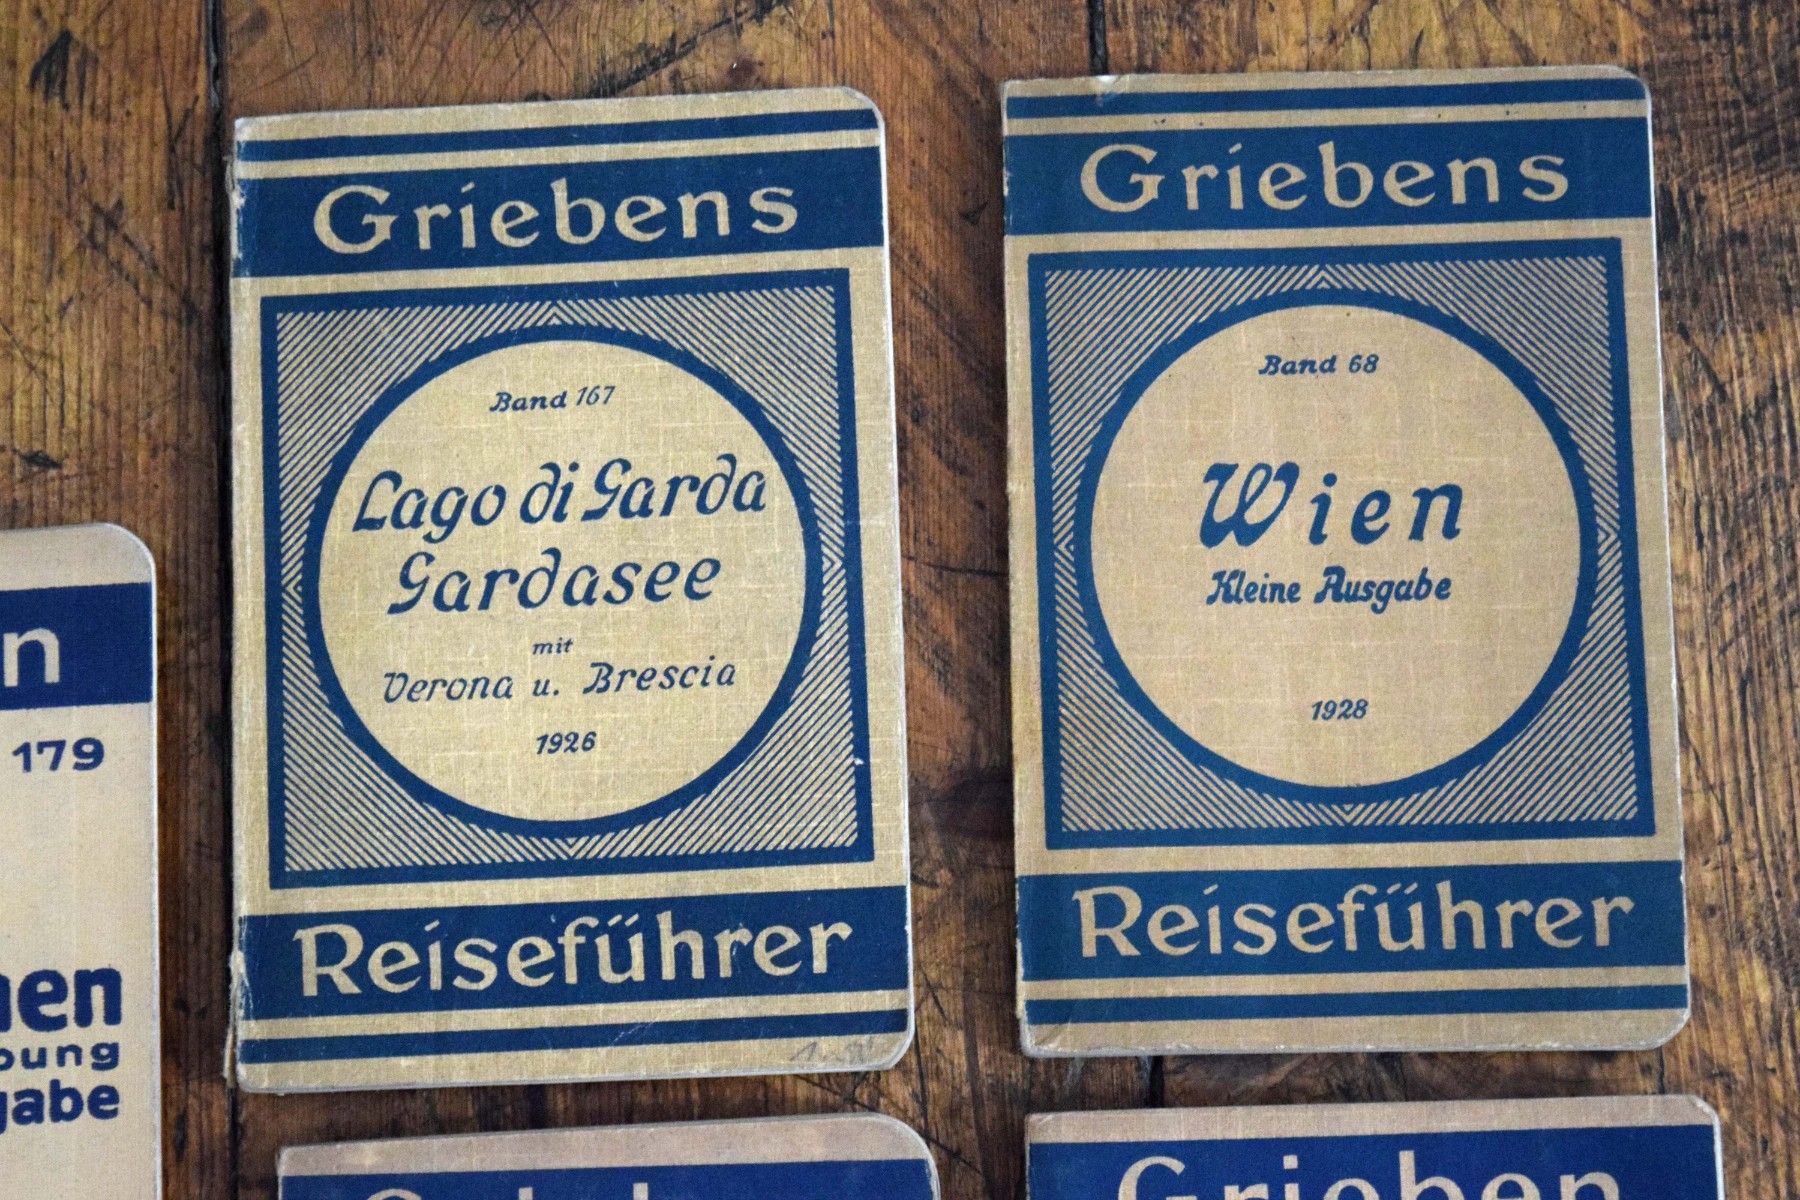 Griebens
Band 167
Lago di Garda
Gardasee
mit
Verona u. Brescia
1926
Reiseführer
Griebens
Band 68
Wien
Kleine Ausgabe
1928
Reiseführer
179
Grieben